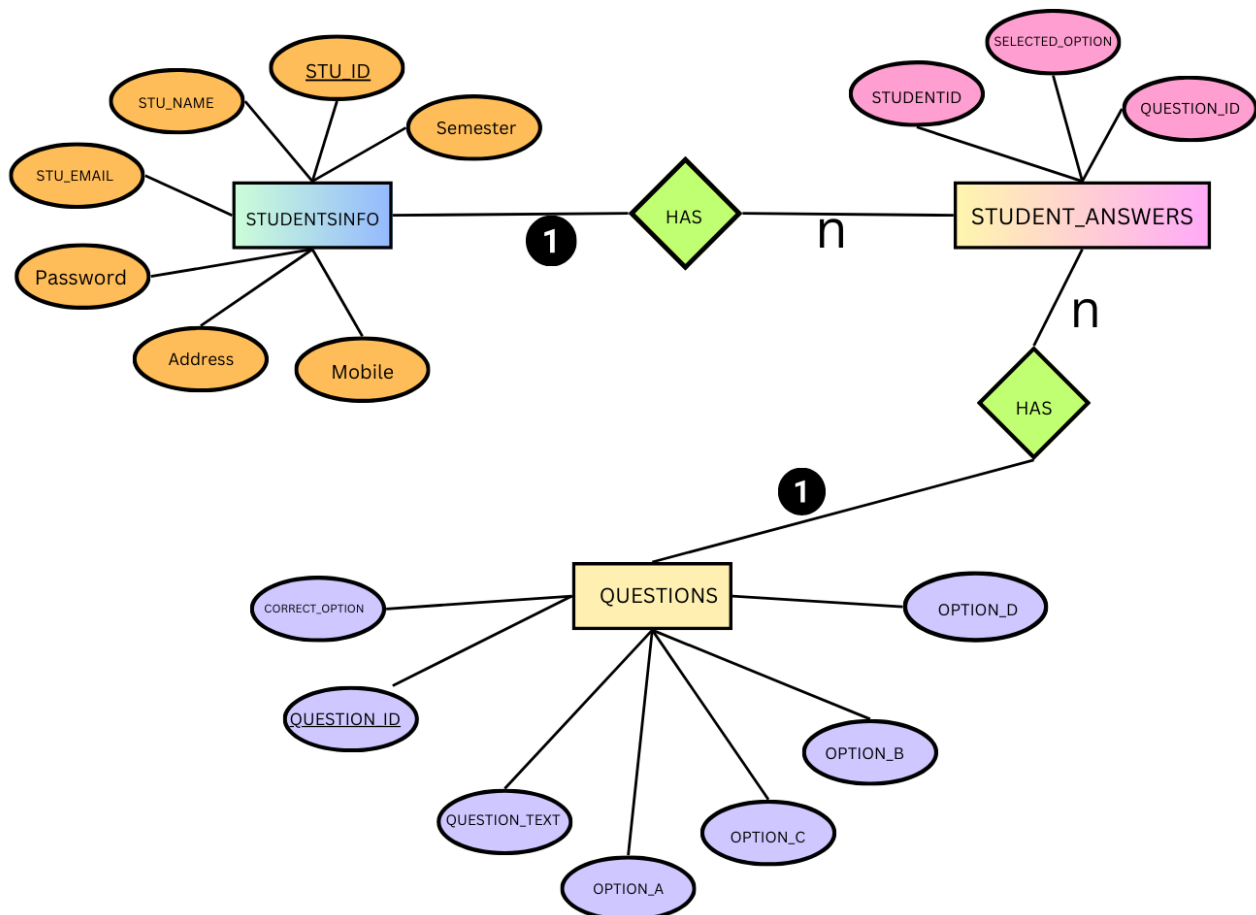 STU_ID
STU_NAME
Semester
STU_EMAIL
STUDENTSINFO
Password
Address
Mobile
1
HAS
n
SELECTED_OPTION
STUDENTID
QUESTION_ID
STUDENT_ANSWERS
n
HAS
1
QUESTIONS
CORRECT_OPTION
OPTION_D
QUESTION_ID
OPTION_B
QUESTION_TEXT
OPTION_C
OPTION_A